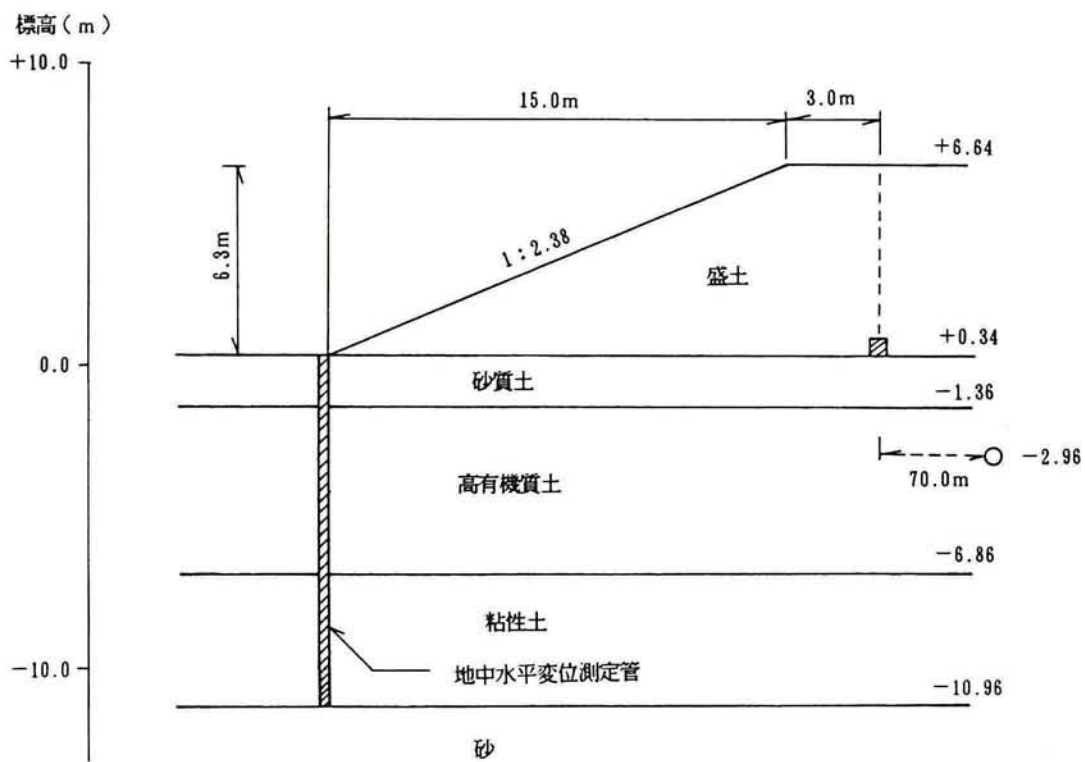 標高(m)
+10.0
15.0m
3.0m
+6.64
6.3m
1:2.38
盛土
+0.34
0.0
砂質土
-1.36
高有機質土
-2.96
70.0m
-6.86
粘性土
-10.0
地中水平変位測定管
-10.96
砂